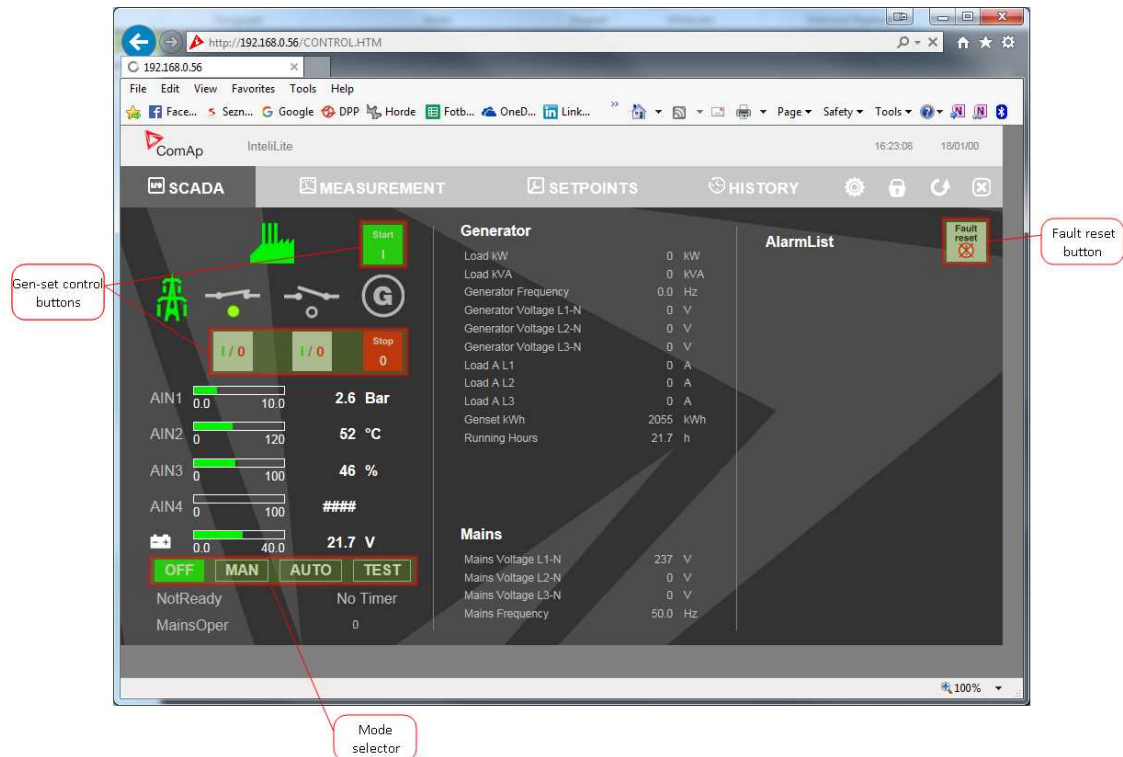 http://192.168.0.56/CONTROL.HTM
192.168.0.56
File Edit View Favorites Tools Help
Face... Sezn... Google DPP Horde Fotb... OneD... Link... » Page Safety Tools
ComAp InteliLite 16:23:08 18/01/00
SCADA MEASUREMENT SETPOINTS HISTORY
Start
I
G
I / 0 I / 0 Stop
0
AIN1 0.0 10.0 2.6 Bar
AIN2 0 120 52 °C
AIN3 0 100 46 %
AIN4 0 100 ####
0.0 40.0 21.7 V
OFF MAN AUTO TEST
NotReady No Timer
MainsOper 0
Generator
Load kW 0 kW
Load kVA 0 kVA
Generator Frequency 0.0 Hz
Generator Voltage L1-N 0 V
Generator Voltage L2-N 0 V
Generator Voltage L3-N 0 V
Load A L1 0 A
Load A L2 0 A
Load A L3 0 A
Genset kWh 2055 kWh
Running Hours 21.7 h
Mains
Mains Voltage L1-N 237 V
Mains Voltage L2-N 0 V
Mains Voltage L3-N 0 V
Mains Frequency 50.0 Hz
AlarmList
Fault
reset
100%
Gen-set control
buttons
Fault reset
button
Mode
selector